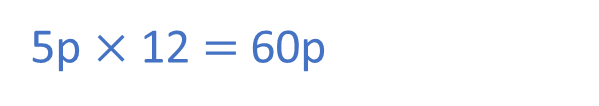 5p × 12 = 60p